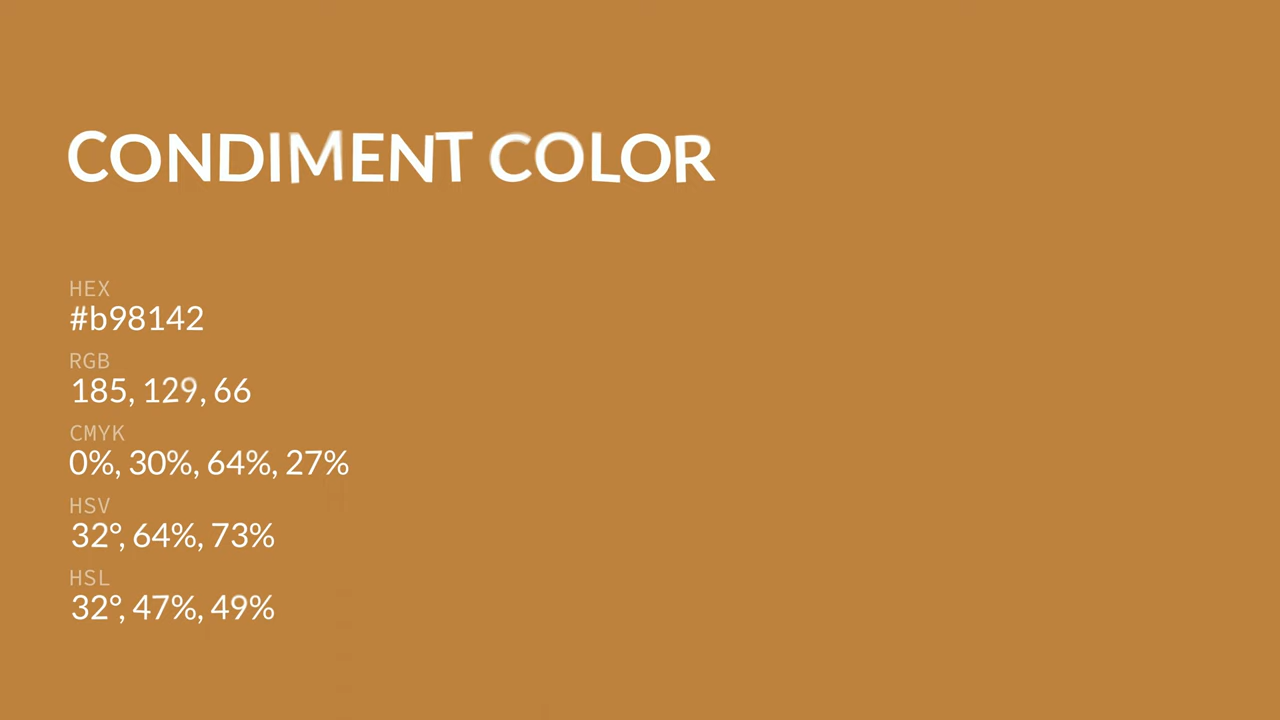 CONDIMENT COLOR
HEX
#b98142
RGB
185, 129, 66
CMYK
0%, 30%, 64%, 27%
HSV
32°, 64%, 73%
HSL
32°, 47%, 49%